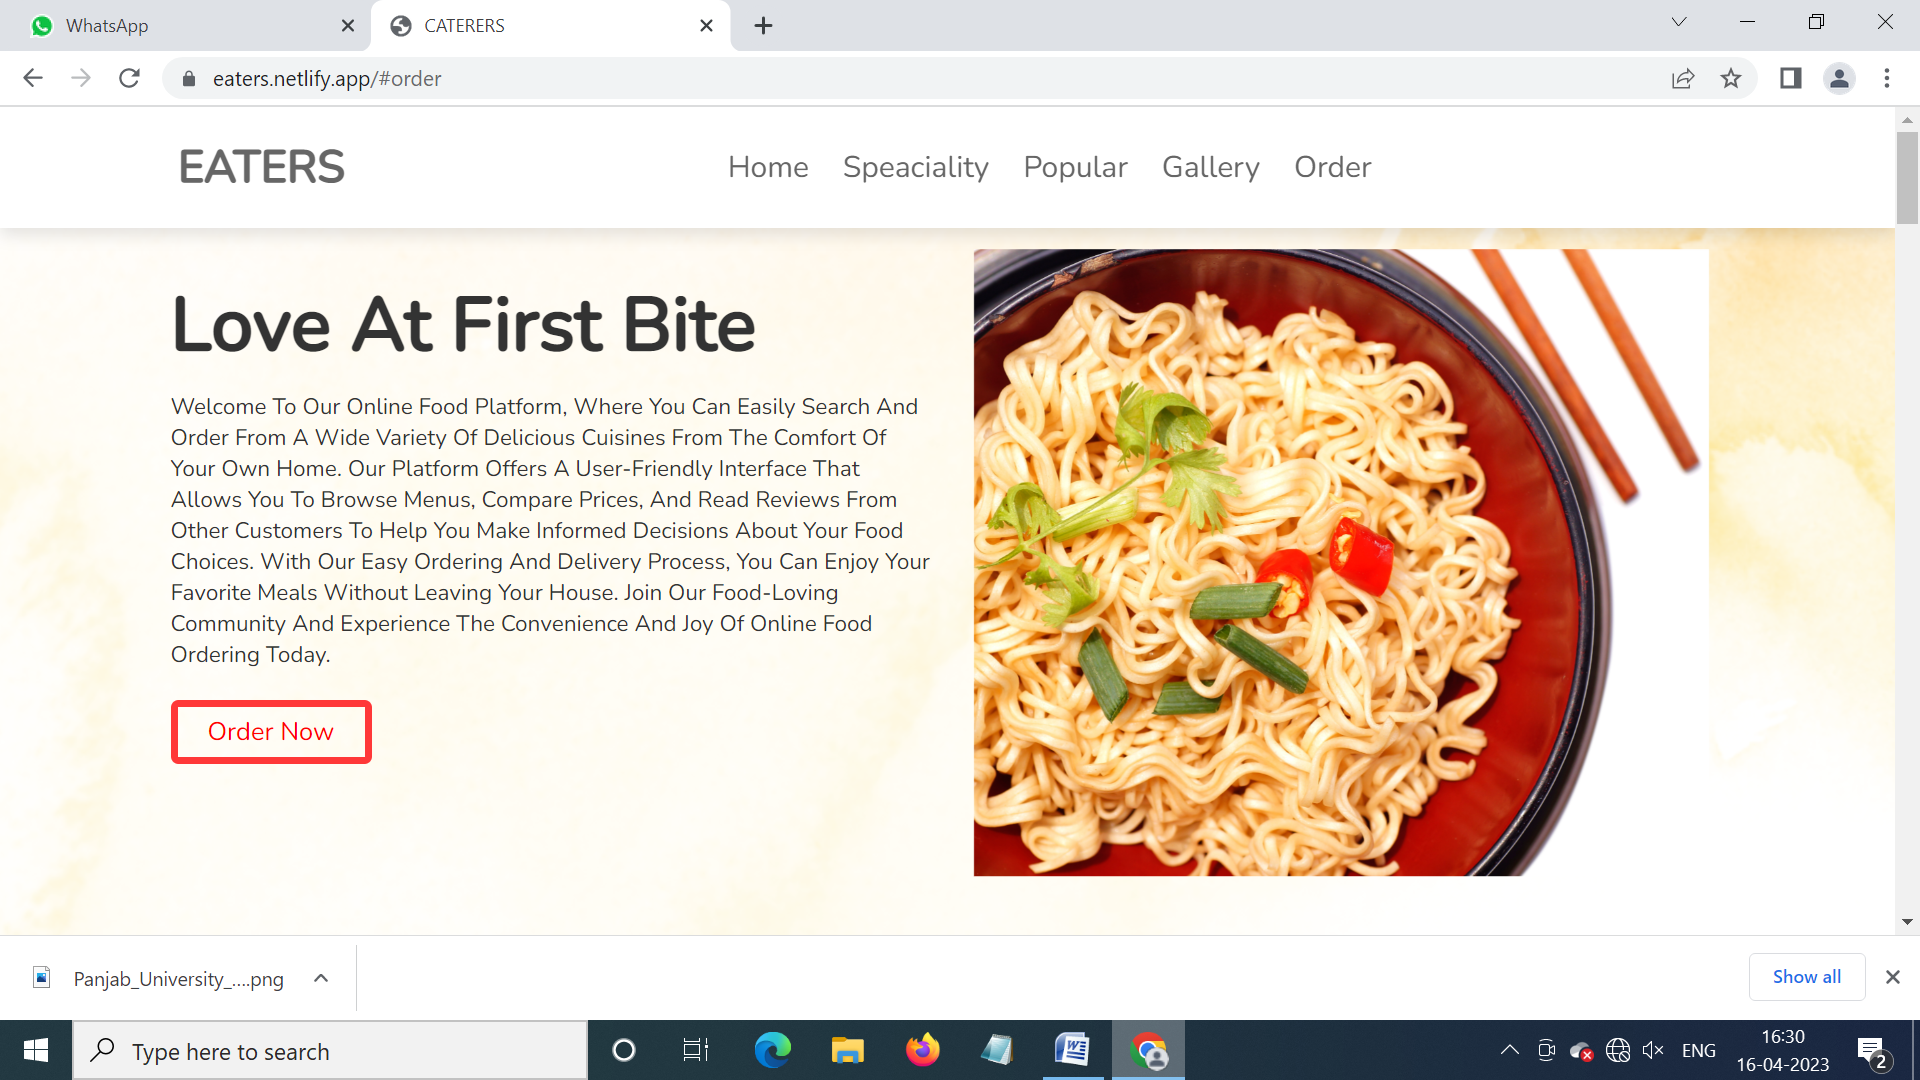 WhatsApp
CATERERS
eaters.netlify.app/#order
EATERS
Home Speaciality Popular Gallery Order
Love At First Bite
Welcome To Our Online Food Platform, Where You Can Easily Search And
Order From A Wide Variety Of Delicious Cuisines From The Comfort Of
Your Own Home. Our Platform Offers A User-Friendly Interface That
Allows You To Browse Menus, Compare Prices, And Read Reviews From
Other Customers To Help You Make Informed Decisions About Your Food
Choices. With Our Easy Ordering And Delivery Process, You Can Enjoy Your
Favorite Meals Without Leaving Your House. Join Our Food-Loving
Community And Experience The Convenience And Joy Of Online Food
Ordering Today.
Order Now
Panjab_University_....png
Show all
Type here to search
ENG
16:30
16-04-2023
2